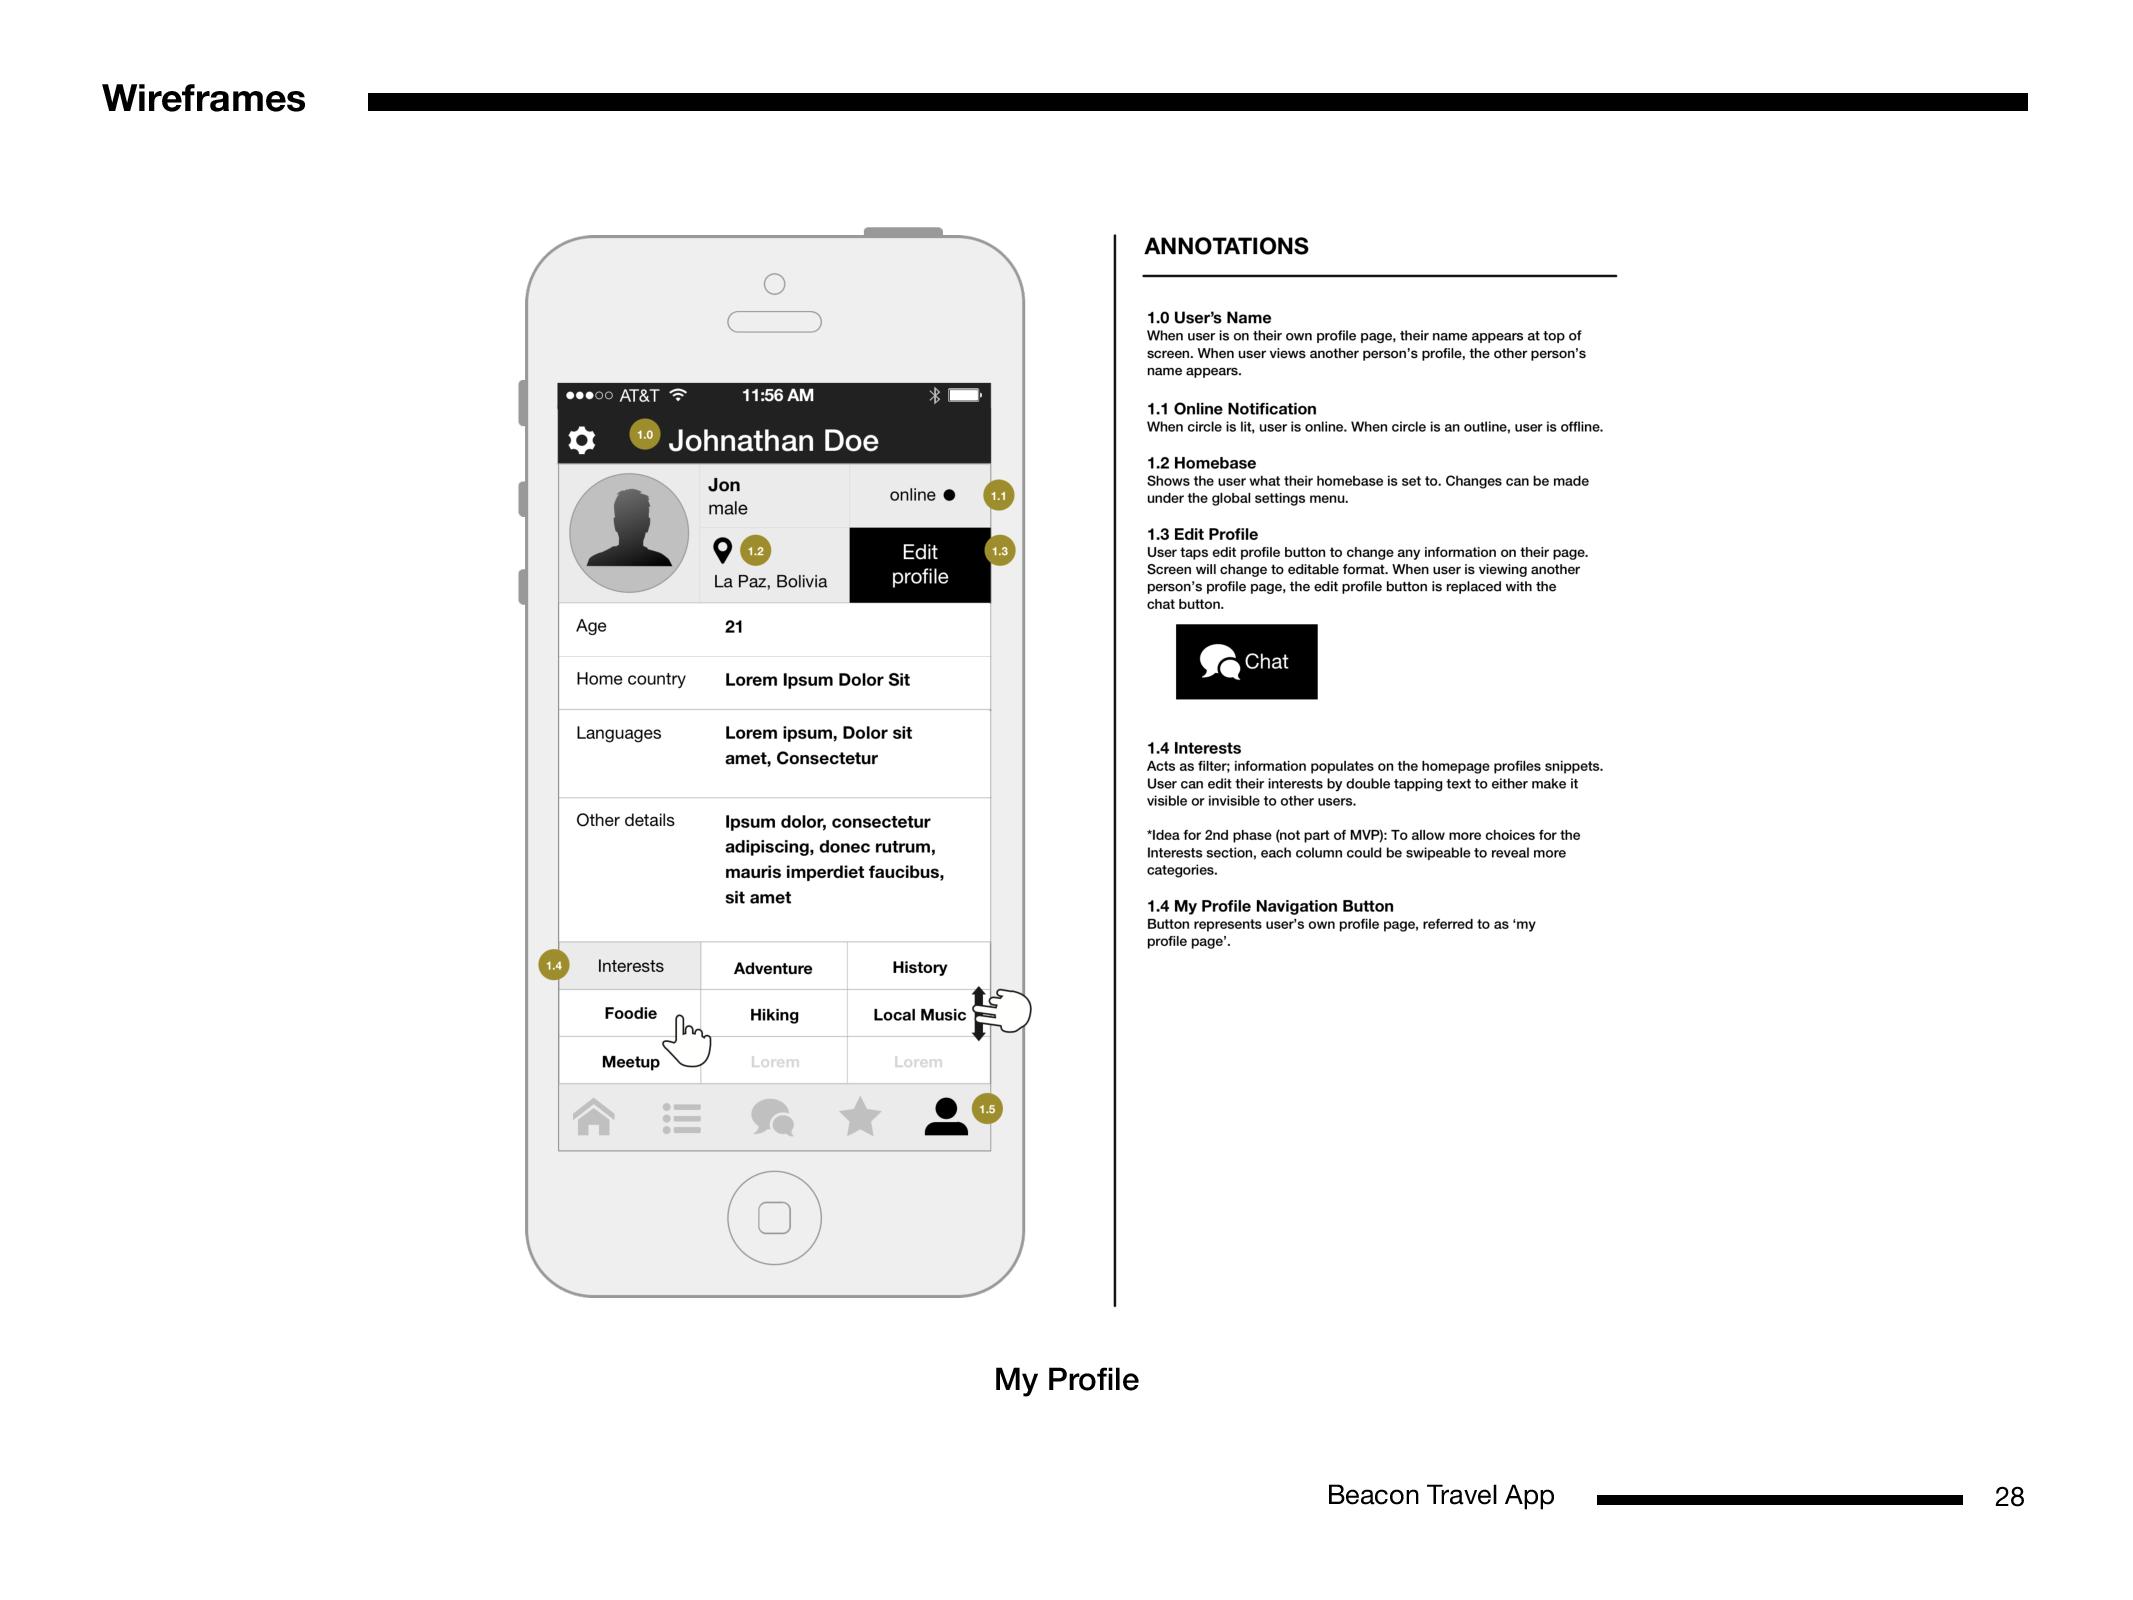 Wireframes
●●●○○ AT&T 11:56 AM
1.0 Johnathan Doe
Jon
male
online 1.1
1.2
La Paz, Bolivia
Edit
profile
1.3
Age 21
Home country Lorem Ipsum Dolor Sit
Languages Lorem ipsum, Dolor sit
amet, Consectetur
Other details Ipsum dolor, consectetur
adipiscing, donec rutrum,
mauris imperdiet faucibus,
sit amet
1.4 Interests Adventure History
Foodie Hiking Local Music
Meetup Lorem Lorem
1.5
ANNOTATIONS
1.0 User’s Name
When user is on their own profile page, their name appears at top of
screen. When user views another person’s profile, the other person’s
name appears.
1.1 Online Notification
When circle is lit, user is online. When circle is an outline, user is offline.
1.2 Homebase
Shows the user what their homebase is set to. Changes can be made
under the global settings menu.
1.3 Edit Profile
User taps edit profile button to change any information on their page.
Screen will change to editable format. When user is viewing another
person’s profile page, the edit profile button is replaced with the
chat button.
Chat
1.4 Interests
Acts as filter; information populates on the homepage profiles snippets.
User can edit their interests by double tapping text to either make it
visible or invisible to other users.
*Idea for 2nd phase (not part of MVP): To allow more choices for the
Interests section, each column could be swipeable to reveal more
categories.
1.4 My Profile Navigation Button
Button represents user’s own profile page, referred to as ‘my
profile page’.
My Profile
Beacon Travel App 28